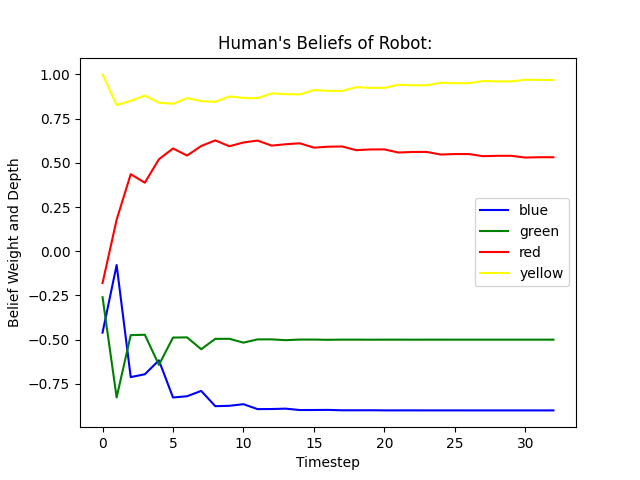 Human's Beliefs of Robot:
Belief Weight and Depth
1.00
0.75
0.50
0.25
0.00
−0.25
−0.50
−0.75
blue
green
red
yellow
0 5 10 15 20 25 30
Timestep